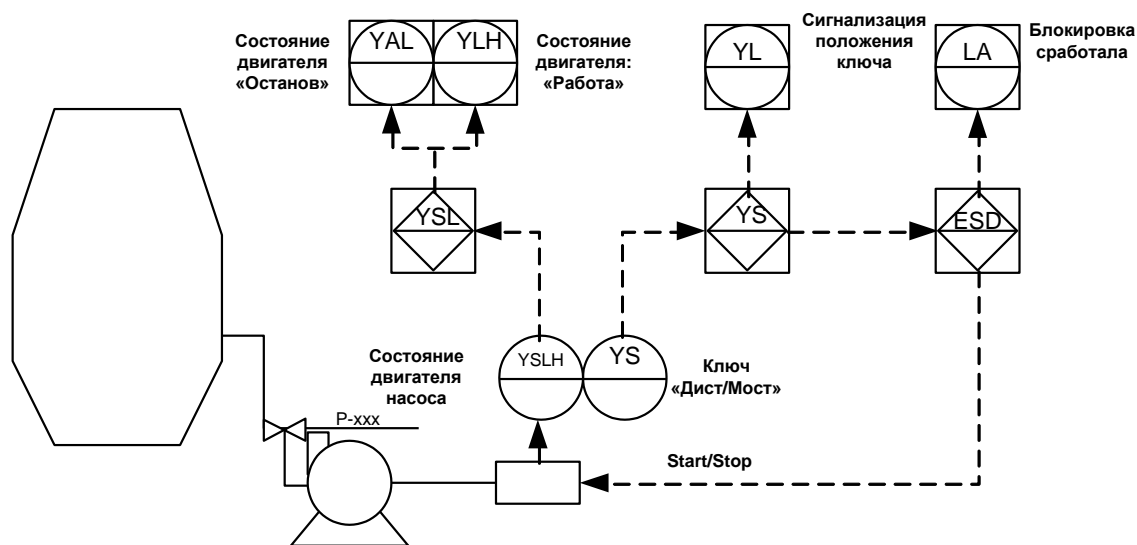 Состояние
двигателя
«Останов»
YAL
YLH
Состояние
двигателя:
«Работа»
Сигнализация
положения
ключа
YL
LA
Блокировка
сработала
YSL
YS
ESD
Состояние
двигателя
насоса
YSLH
YS
Ключ
«Дист/Мост»
P-xxx
Start/Stop